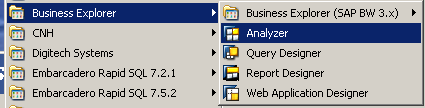 Business Explorer
CNH
Digitech Systems
Embarcadero Rapid SQL 7.2.1
Embarcadero Rapid SQL 7.5.2
Business Explorer (SAP BW 3.x)
Analyzer
Query Designer
Report Designer
Web Application Designer